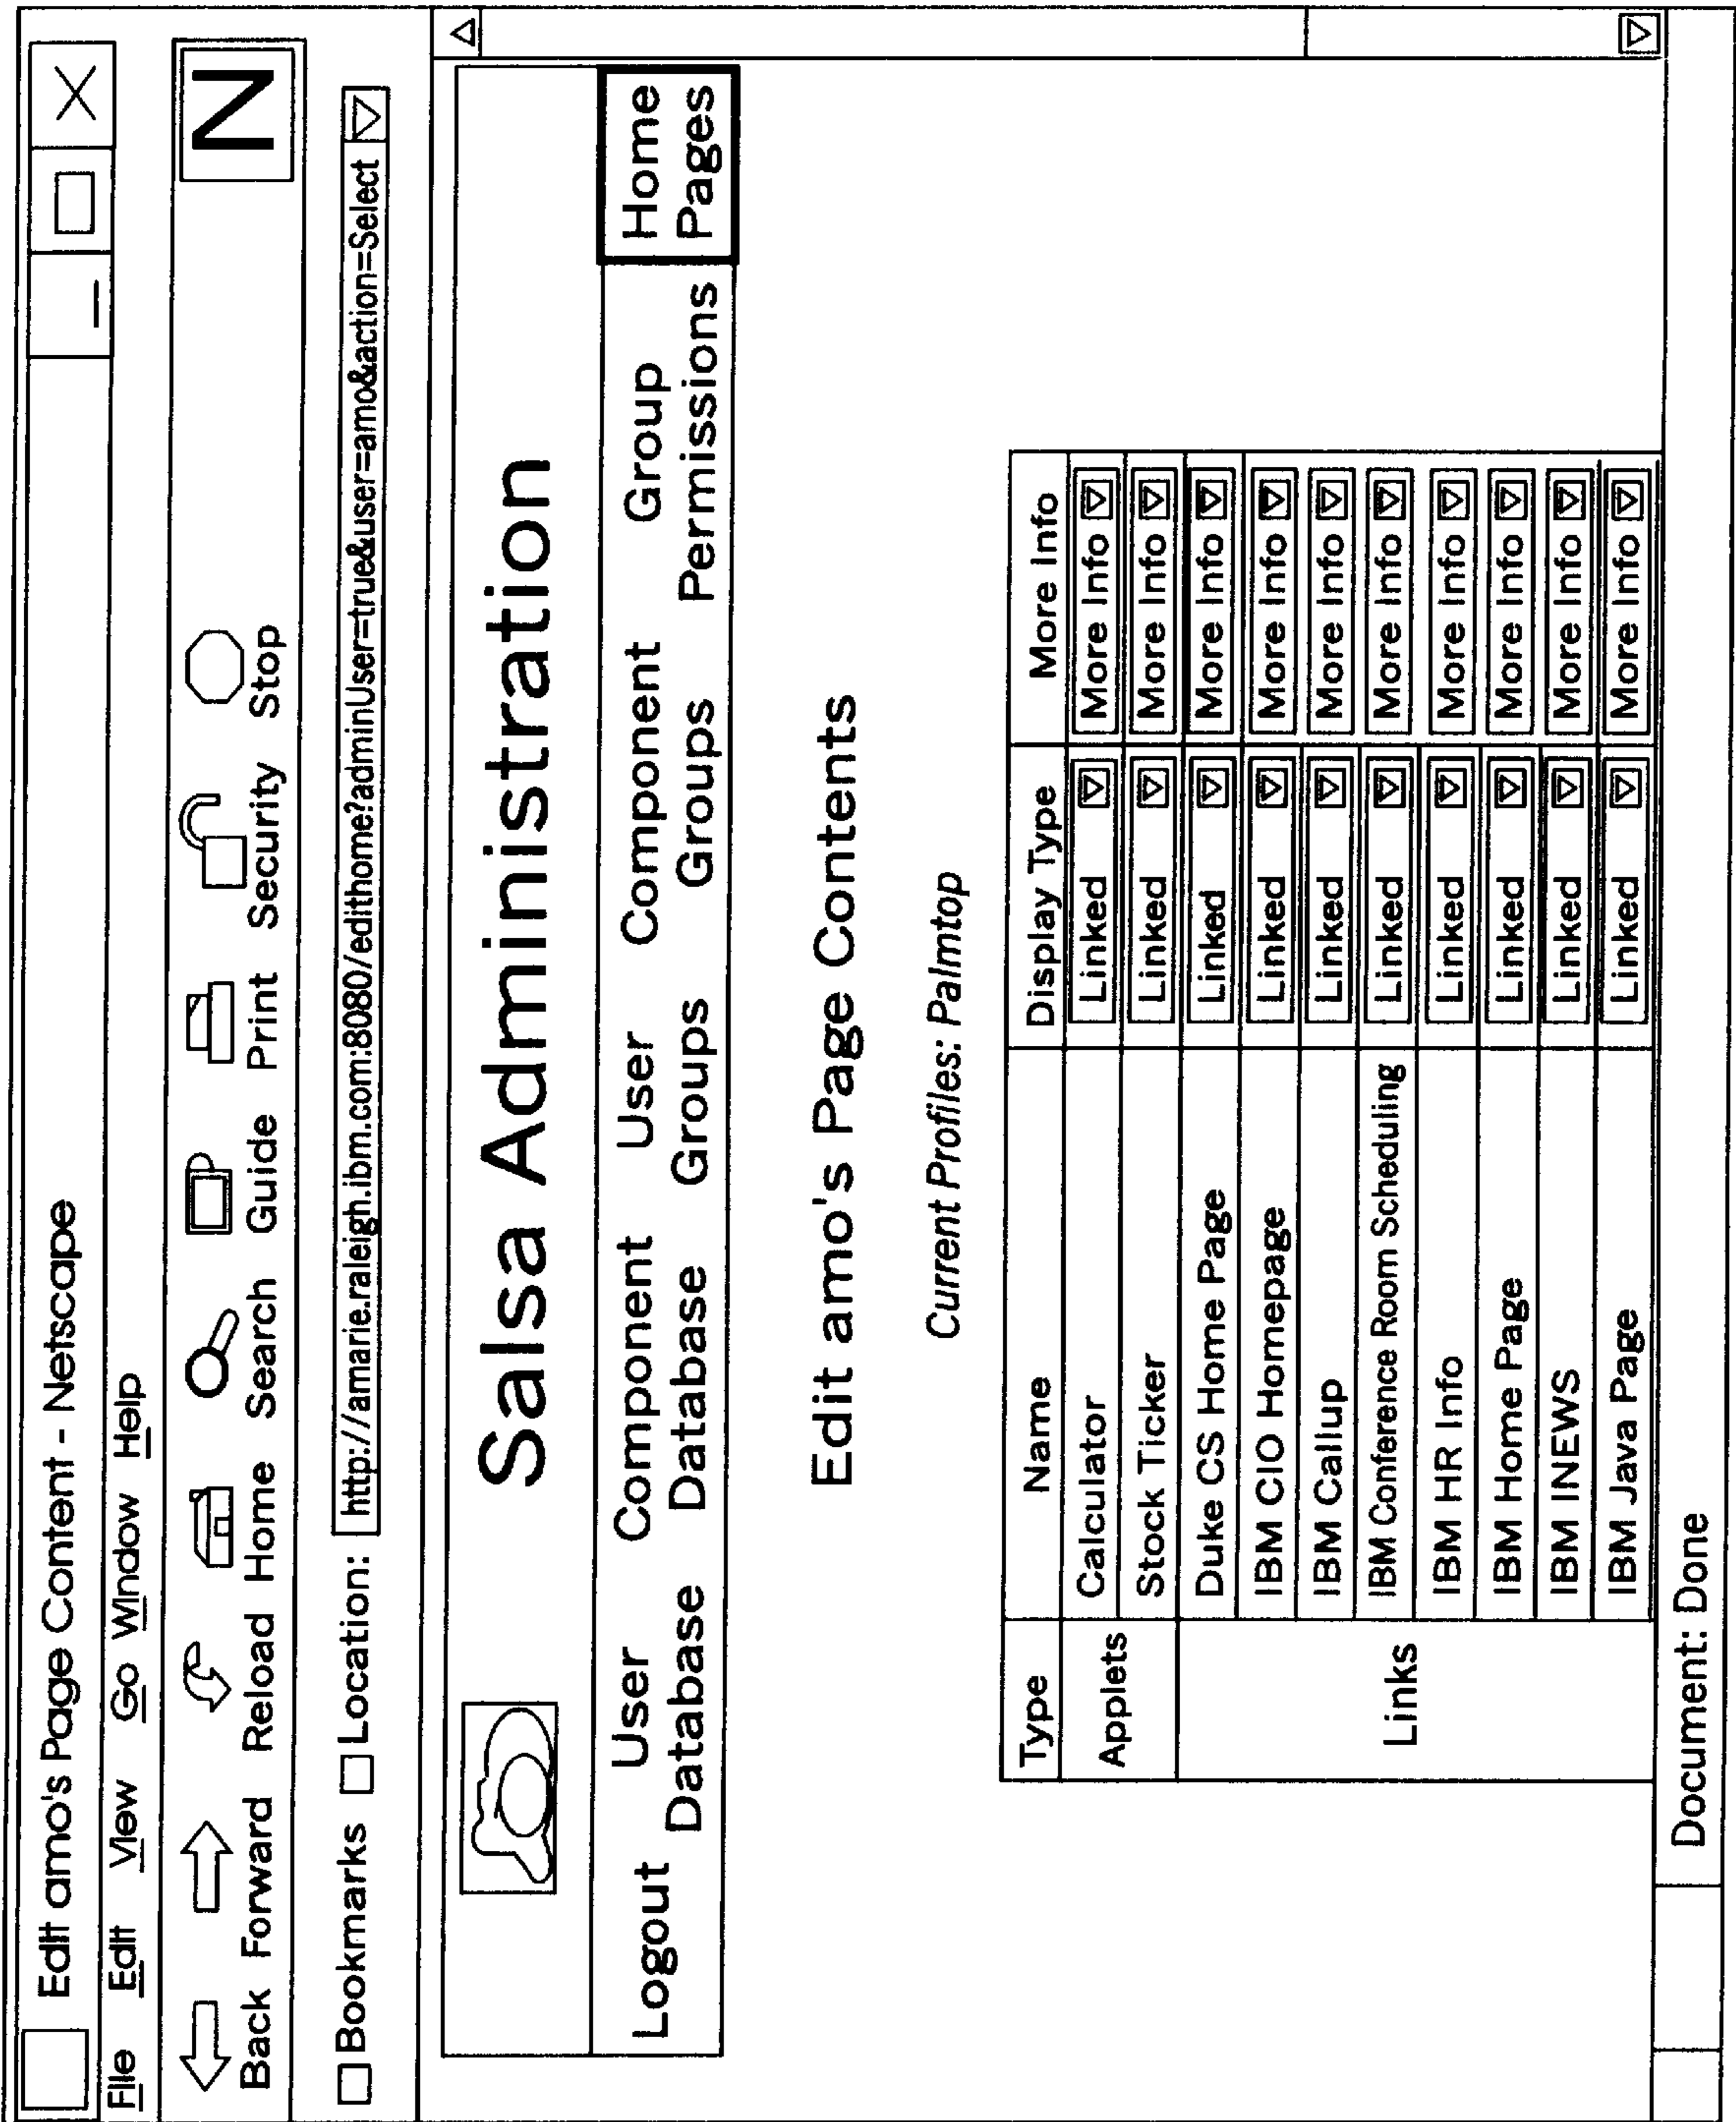 Edit amo's Page Content - Netscape
File Edit View Go Window Help
N
Back Forward Reload Home Search Guide Print Security Stop
Bookmarks Location: http://amarie.raleigh.ibm.com:8080/edithome?adminUser=true&user=amo&action=Select
Salsa Administration
Logout User Database Component Database User Groups Component Groups Group Permissions Home Pages
Edit amo's Page Contents
Current Profiles: Palmtop
Type Name Display Type More Info
Applets Calculator Linked More Info
Stock Ticker Linked More Info
Links Duke CS Home Page Linked More Info
IBM CIO Homepage Linked More Info
IBM Callup Linked More Info
IBM Conference Room Scheduling Linked More Info
IBM HR Info Linked More Info
IBM Home Page Linked More Info
IBM INEWS Linked More Info
IBM Java Page Linked More Info
Document: Done